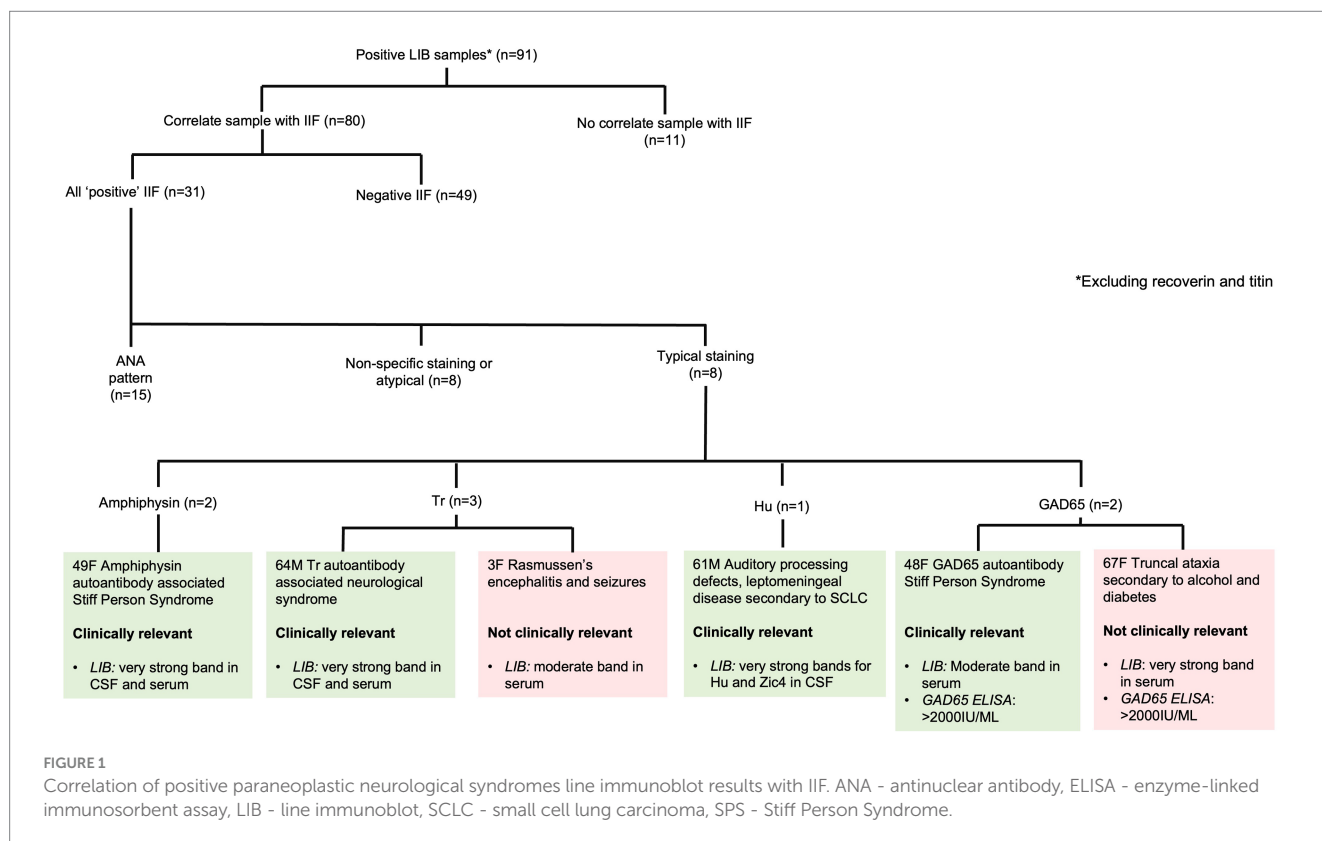 Positive LIB samples* (n=91)
Correlate sample with IIF (n=80)
No correlate sample with IIF
(n=11)
All ‘positive’ IIF (n=31)
Negative IIF (n=49)
*Excluding recoverin and titin
ANA
pattern
(n=15)
Non-specific staining or
atypical (n=8)
Typical staining
(n=8)
Amphiphysin (n=2)
Tr (n=3)
Hu (n=1)
GAD65 (n=2)
49F Amphiphysin
autoantibody associated
Stiff Person Syndrome
Clinically relevant
• LIB: very strong band in
CSF and serum
64M Tr autoantibody
associated neurological
syndrome
Clinically relevant
• LIB: very strong band in
CSF and serum
3F Rasmussen’s
encephalitis and seizures
Not clinically relevant
• LIB: moderate band in
serum
61M Auditory processing
defects, leptomeningeal
disease secondary to SCLC
Clinically relevant
• LIB: very strong bands for
Hu and Zic4 in CSF
48F GAD65 autoantibody
Stiff Person Syndrome
Clinically relevant
• LIB: Moderate band in
serum
• GAD65 ELISA:
>2000IU/ML
67F Truncal ataxia
secondary to alcohol and
diabetes
Not clinically relevant
• LIB: very strong band
in serum
• GAD65 ELISA:
>2000IU/ML
FIGURE 1
Correlation of positive paraneoplastic neurological syndromes line immunoblot results with IIF. ANA - antinuclear antibody, ELISA - enzyme-linked
immunosorbent assay, LIB - line immunoblot, SCLC - small cell lung carcinoma, SPS - Stiff Person Syndrome.